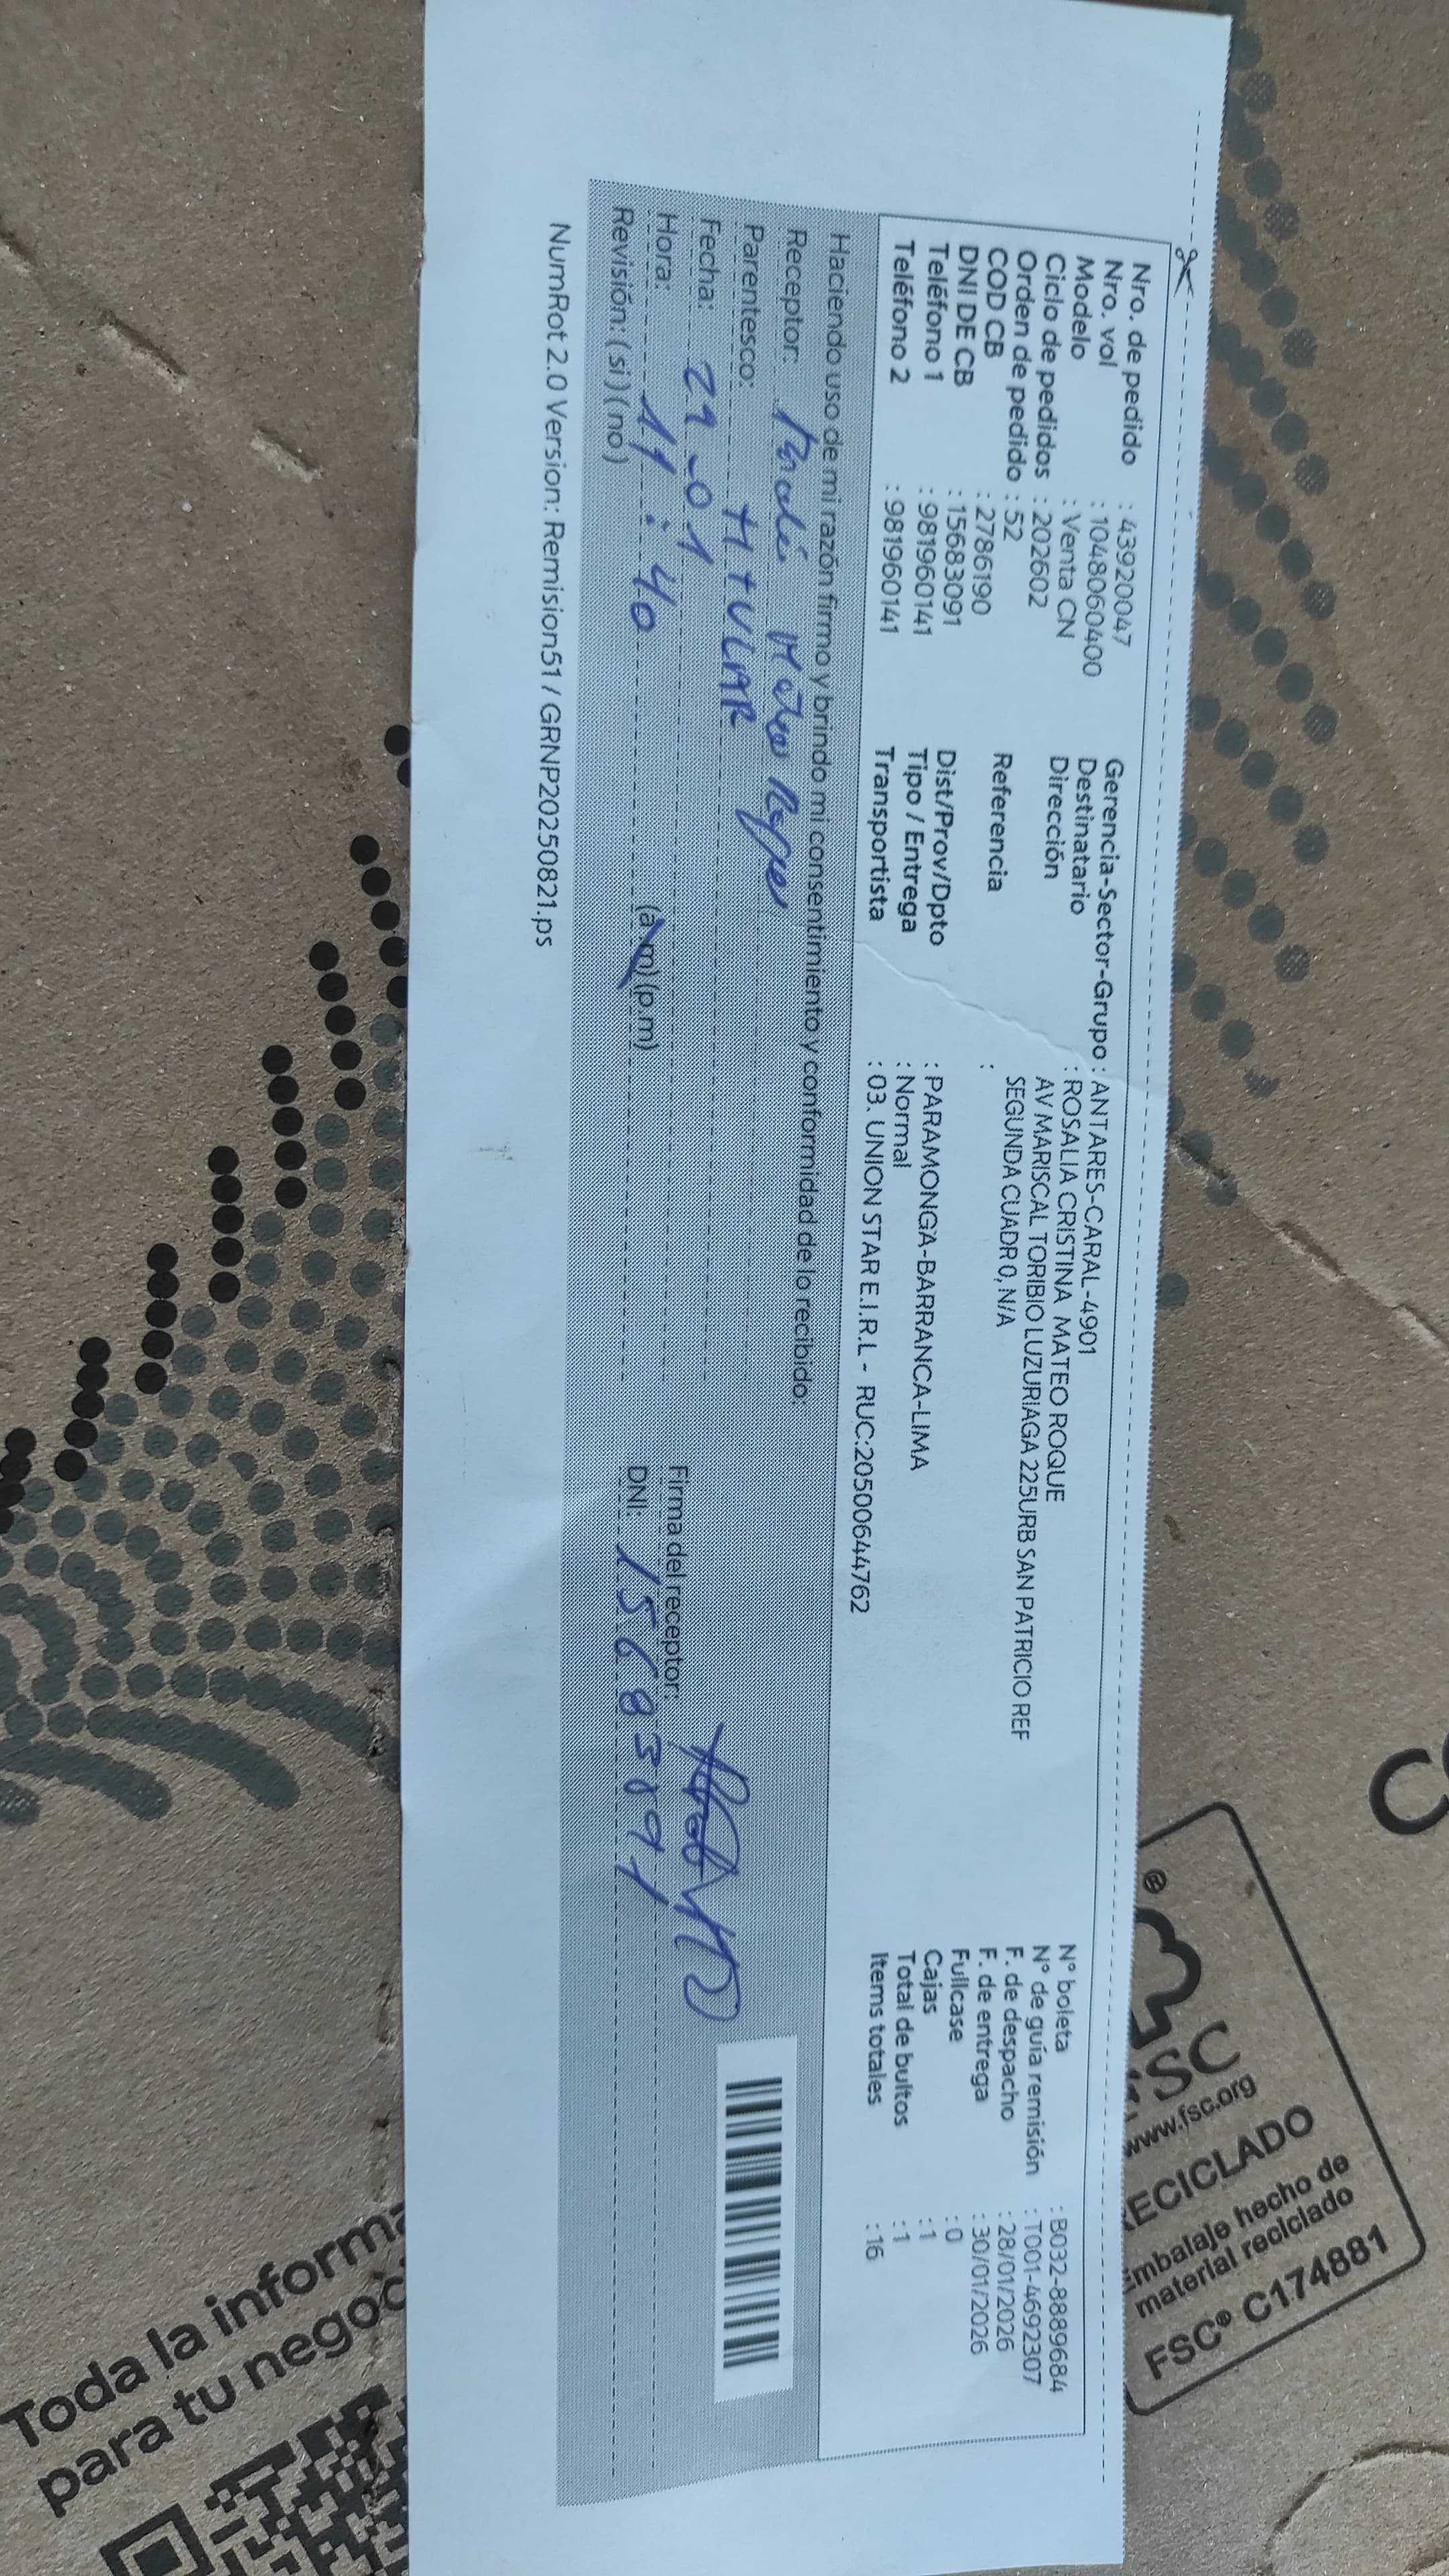 Nro. de pedido : 43920047
Nro. vol : 1048060400
Modelo : Venta CN
Ciclo de pedidos : 202602
Orden de pedido : 52
COD CB : 2786190
DNI DE CB : 15683091
Teléfono 1 : 981960141
Teléfono 2 : 981960141
Gerencia-Sector-Grupo : ANTARES-CARAL-4901
Destinatario : ROSALIA CRISTINA MATEO ROQUE
Dirección AV MARISCAL TORIBIO LUZURIAGA 225URB SAN PATRICIO REF
SEGUNDA CUADR 0, N/A
Referencia :
Dist/Prov/Dpto : PARAMONGA-BARRANCA-LIMA
Tipo / Entrega : Normal
Transportista : 03. UNION STAR E.I.R.L - RUC:20500644762
N° boleta : B032-8889684
N° de guía remisión : T001-4692307
F. de despacho : 28/01/2026
F. de entrega : 30/01/2026
Fullcase : 0
Cajas : 1
Total de bultos : 1
Items totales : 16
Haciendo uso de mi razón firmo y brindo mi consentimiento y conformidad de lo recibido:
Receptor: Mateo
Parentesco: TITULAR
Fecha: 29-01
Hora: 11:40 (a.m) (p.m)
Revisión: ( si ) ( no )
Firma del receptor:
DNI: 15683091
NumRot 2.0 Version: Remision51 / GRNP20250821.ps
®
FSC
www.fsc.org
RECICLADO
Embalaje hecho de
material reciclado
FSC® C174881
Toda la informa
para tu negoc